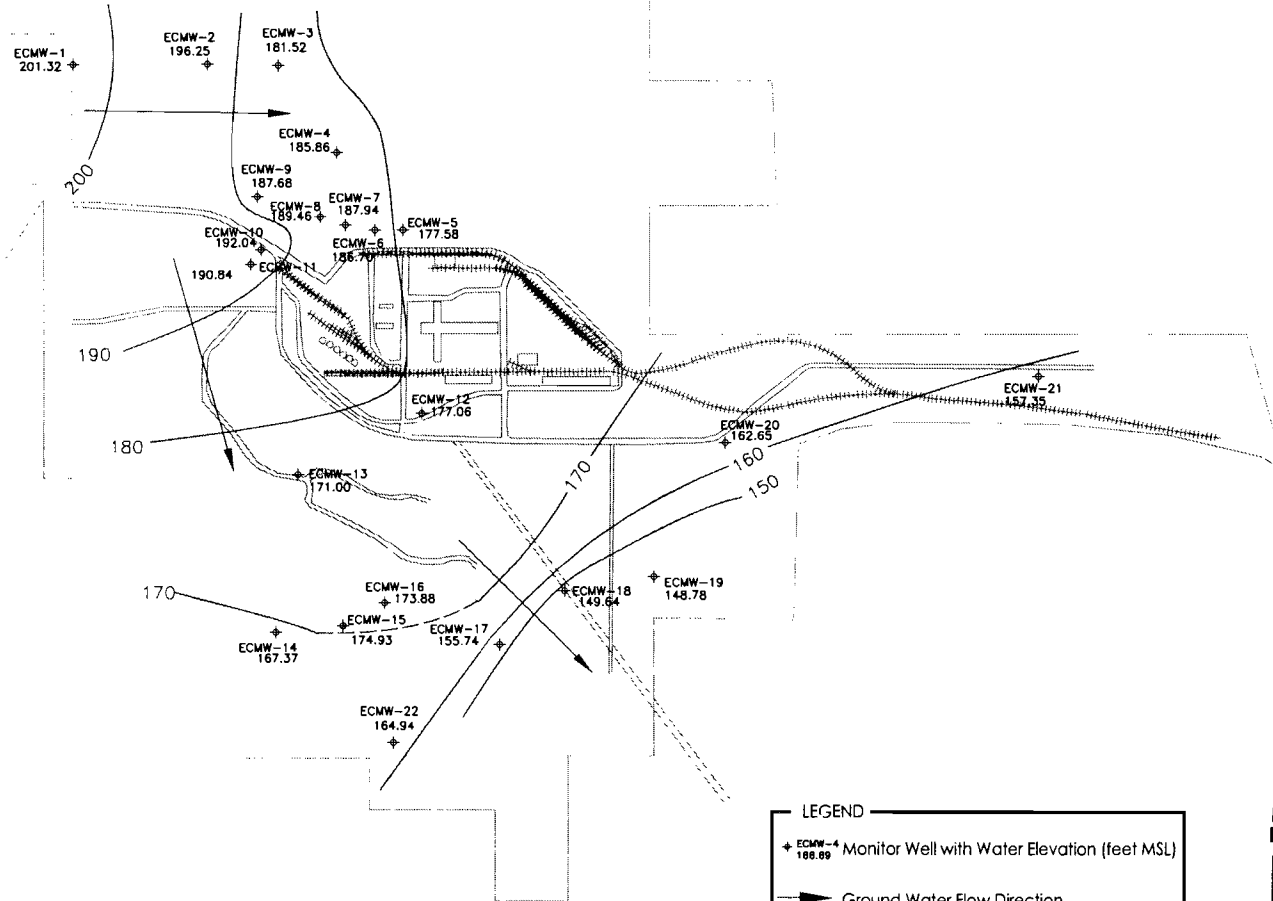 ECMW-1
201.32
ECMW-2
196.25
ECMW-3
181.52
ECMW-4
185.86
200
ECMW-9
187.68
ECMW-8
189.46
ECMW-7
187.94
ECMW-6
186.70
ECMW-5
177.58
ECMW-10
192.04
ECMW-11
190.84
190
180
ECMW-12
177.06
ECMW-13
171.00
ECMW-21
157.35
ECMW-20
162.65
170
160
150
170
ECMW-16
173.88
ECMW-15
174.93
ECMW-14
167.37
ECMW-17
155.74
ECMW-18
149.64
ECMW-19
148.78
ECMW-22
164.94
LEGEND
ECMW-4
188.89
Monitor Well with Water Elevation (feet MSL)
Ground Water Flow Direction